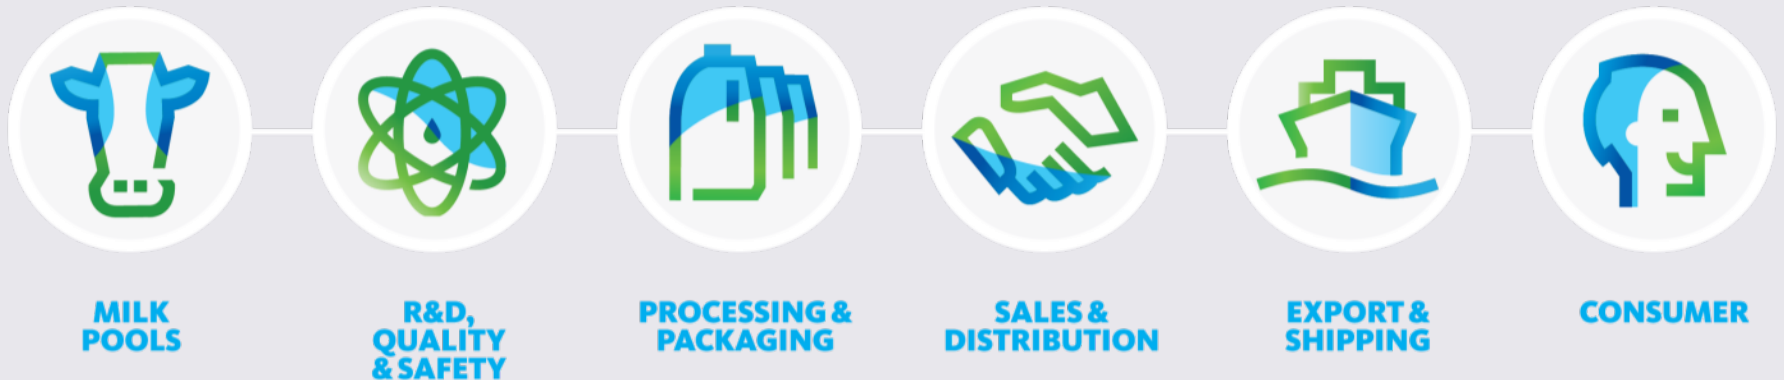 MILK
POOLS
R&D,
QUALITY
& SAFETY
PROCESSING &
PACKAGING
SALES &
DISTRIBUTION
EXPORT &
SHIPPING
CONSUMER